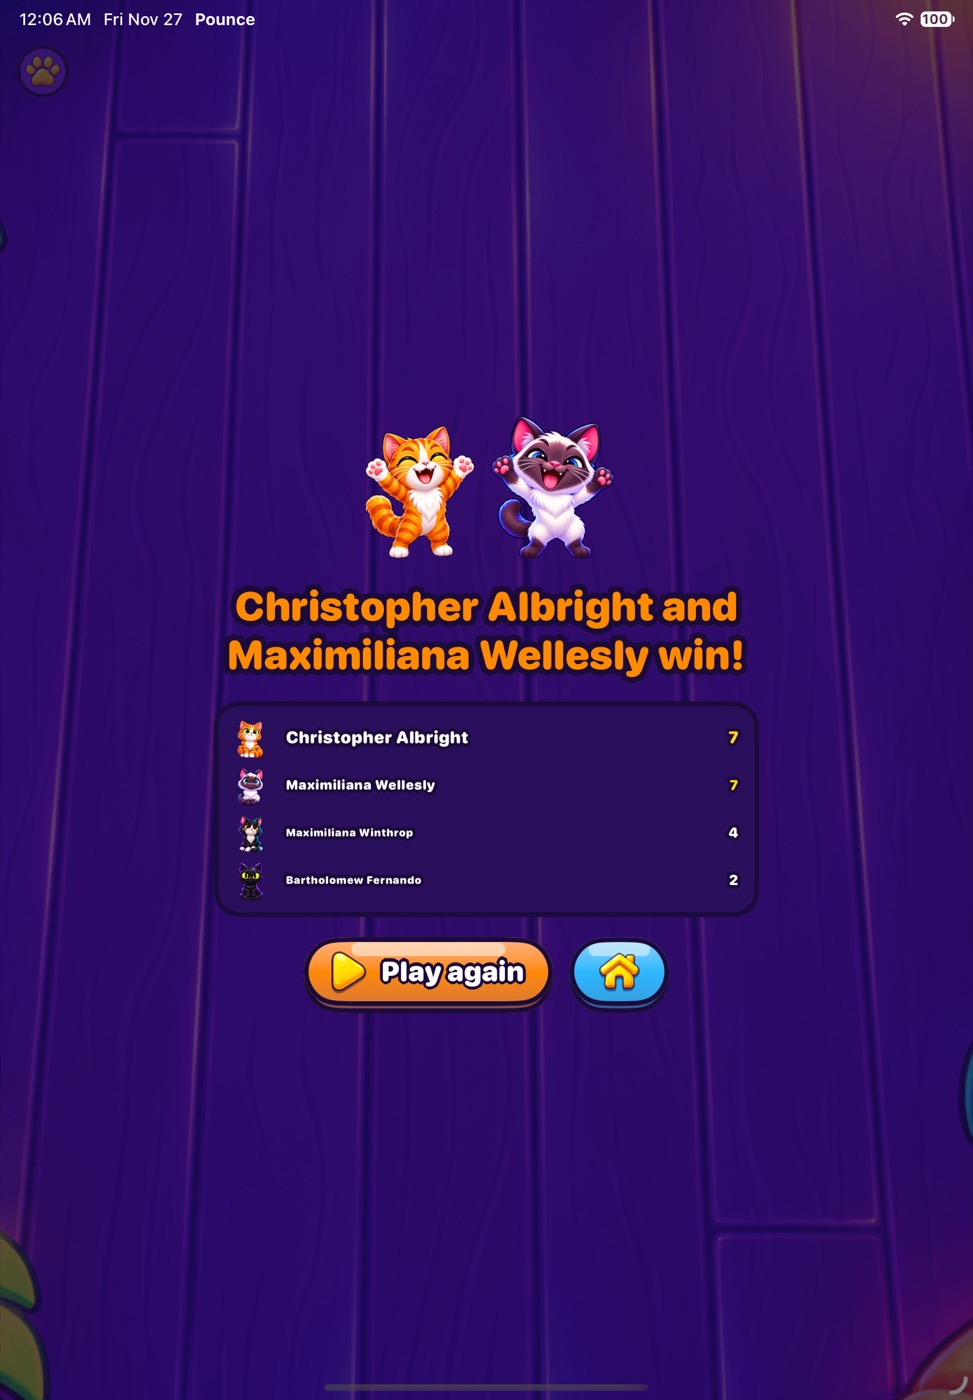 12:06 AM Fri Nov 27 Pounce 100
Christopher Albright and
Maximiliana Wellesly win!
Christopher Albright 7
Maximiliana Wellesly 7
Maximiliana Winthrop 4
Bartholomew Fernando 2
Play again